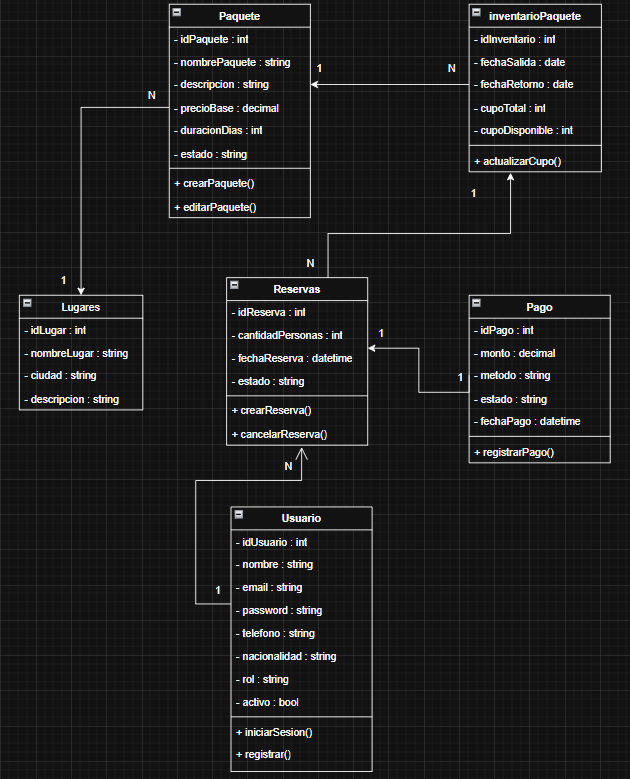 Paquete
- idPaquete : int
- nombrePaquete : string
- descripcion : string
- precioBase : decimal
- duracionDias : int
- estado : string
+ crearPaquete()
+ editarPaquete()
inventarioPaquete
- idInventario : int
- fechaSalida : date
- fechaRetorno : date
- cupoTotal : int
- cupoDisponible : int
+ actualizarCupo()
1
N
N
1
1
N
Lugares
- idLugar : int
- nombreLugar : string
- ciudad : string
- descripcion : string
Reservas
- idReserva : int
- cantidadPersonas : int
- fechaReserva : datetime
- estado : string
+ crearReserva()
+ cancelarReserva()
1
1
Pago
- idPago : int
- monto : decimal
- metodo : string
- estado : string
- fechaPago : datetime
+ registrarPago()
N
1
Usuario
- idUsuario : int
- nombre : string
- email : string
- password : string
- telefono : string
- nacionalidad : string
- rol : string
- activo : bool
+ iniciarSesion()
+ registrar()